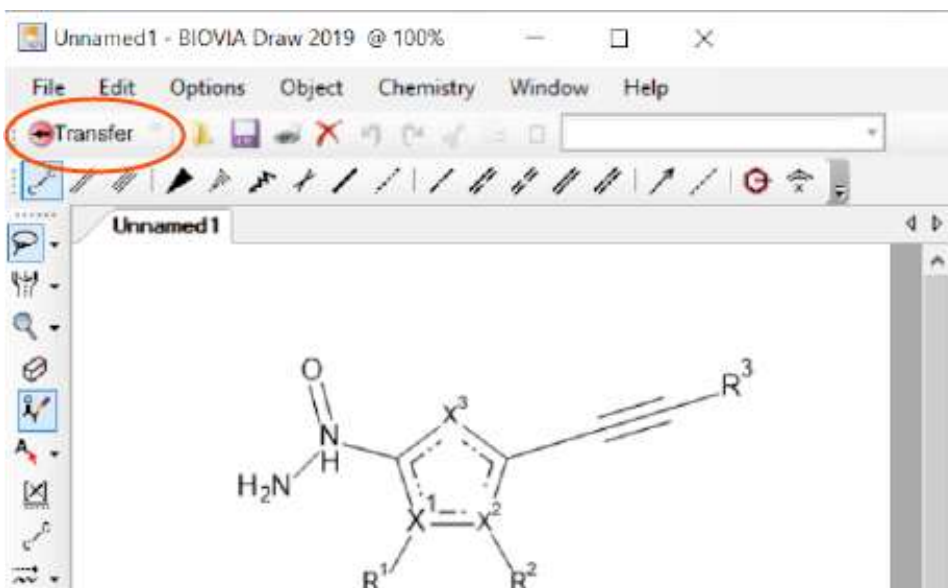 Unnamed1 - BIOVIA Draw 2019 @ 100%
File Edit Options Object Chemistry Window Help
Transfer
Unnamed1
O
R³
X³
N
H
H₂N
X¹ X²
R¹ R²